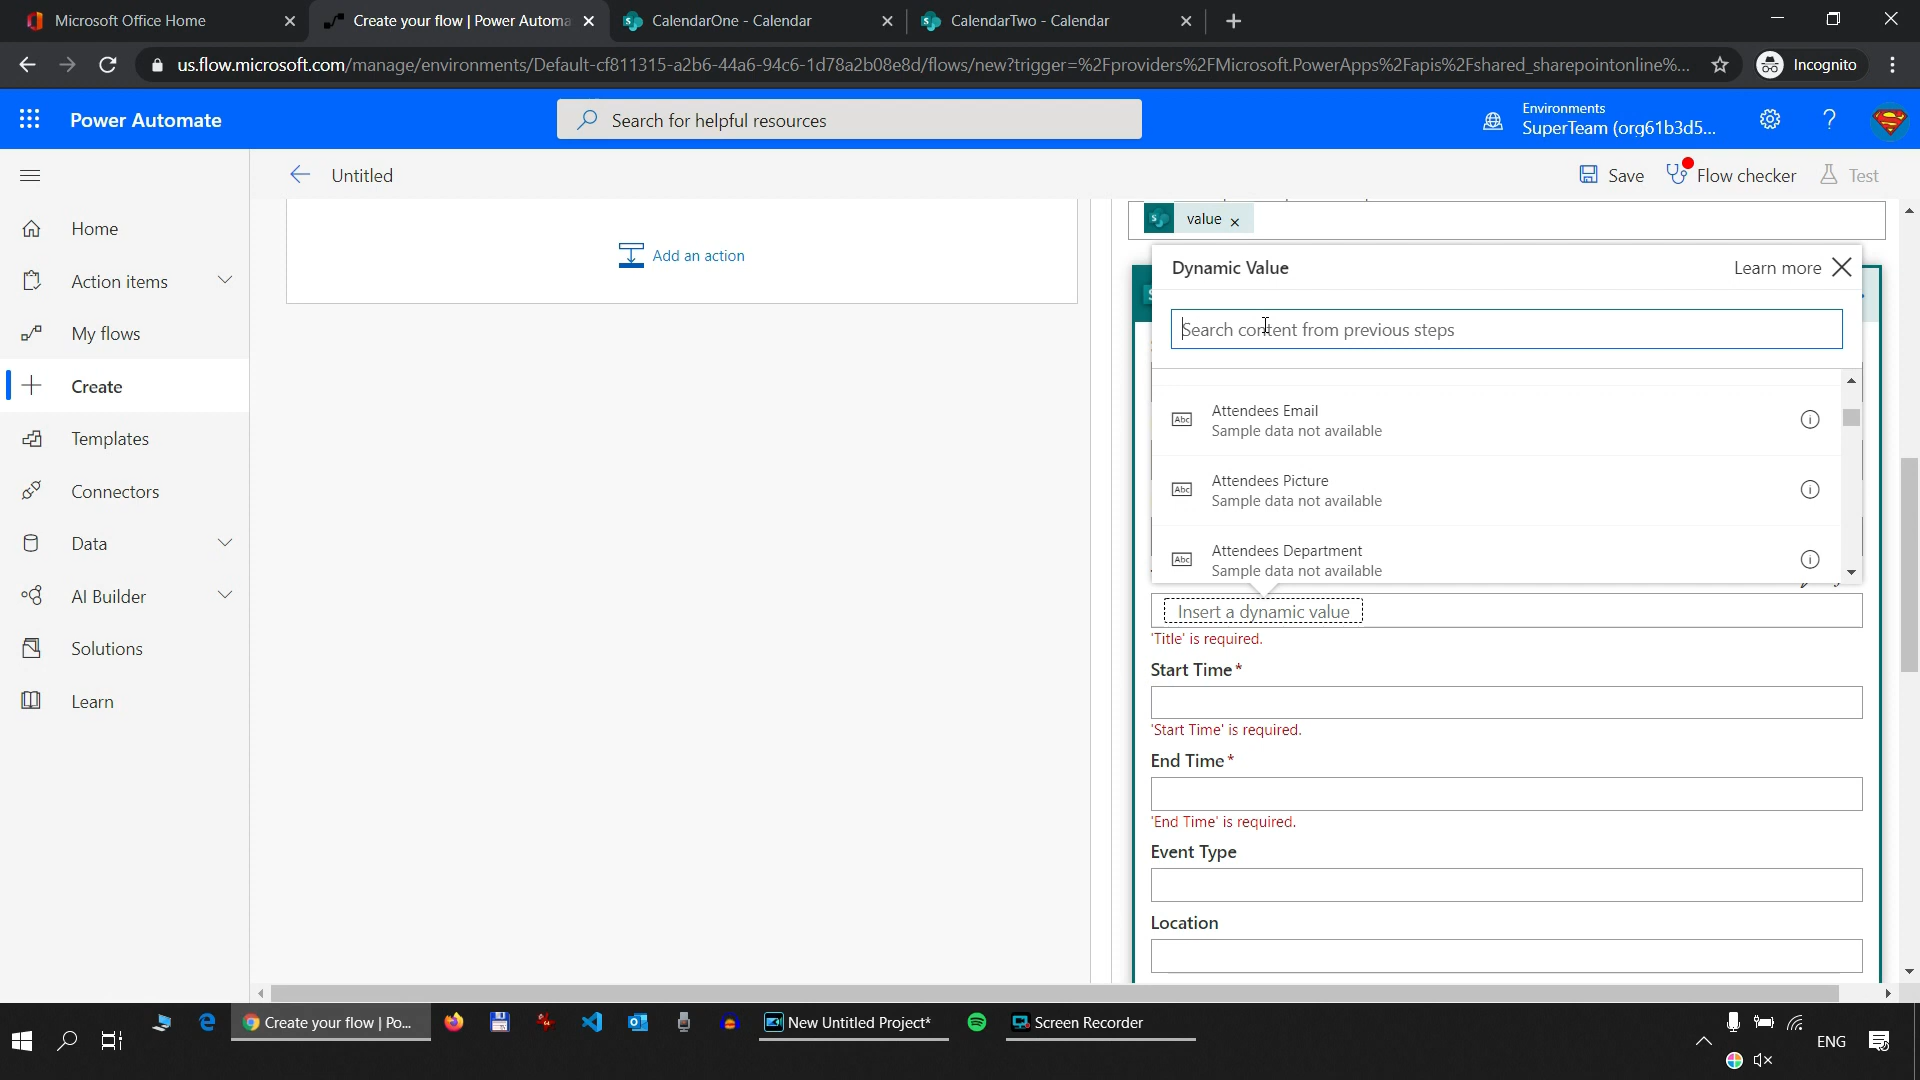 Microsoft Office Home
Create your flow | Power Automa
CalendarOne - Calendar
CalendarTwo - Calendar
us.flow.microsoft.com/manage/environments/Default-cf811315-a2b6-44a6-94c6-1d78a2b08e8d/flows/new?trigger=%2Fproviders%2FMicrosoft.PowerApps%2Fapis%2Fshared_sharepointonline%...
Incognito
Power Automate
Search for helpful resources
Environments
SuperTeam (org61b3d5...
Untitled
Save
Flow checker
Test
Home
Action items
My flows
Create
Templates
Connectors
Data
AI Builder
Solutions
Learn
Add an action
value
Dynamic Value
Learn more
Search content from previous steps
Attendees Email
Sample data not available
Attendees Picture
Sample data not available
Attendees Department
Sample data not available
Insert a dynamic value
'Title' is required.
Start Time*
'Start Time' is required.
End Time*
'End Time' is required.
Event Type
Location
Create your flow | Po...
New Untitled Project*
Screen Recorder
ENG